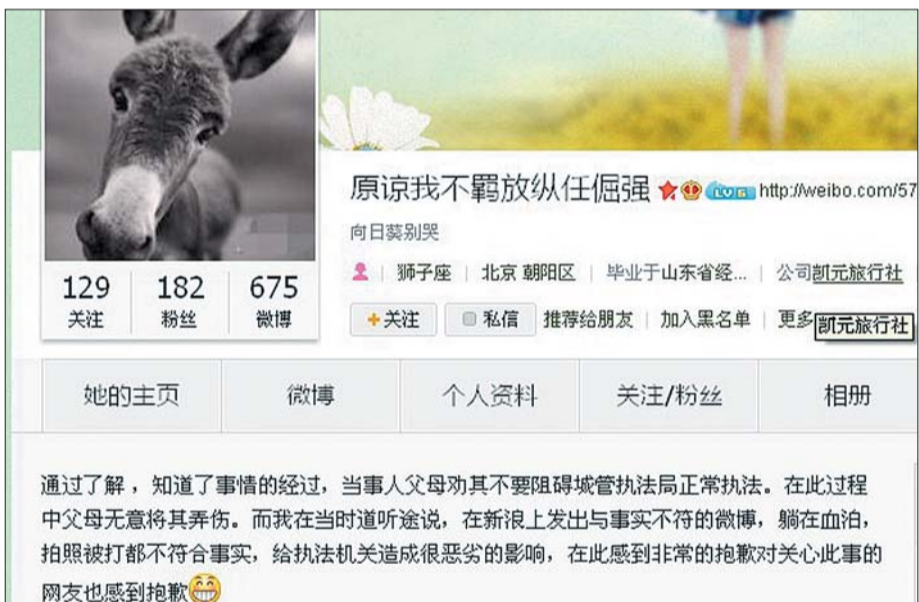 原谅我不羁放纵任倔强 LV 6 http://weibo.com/57
向日葵别哭
狮子座 | 北京 朝阳区 | 毕业于山东省经... | 公司凯元旅行社
129 182 675
关注 粉丝 微博
+关注 私信 推荐给朋友 | 加入黑名单 | 更多
凯元旅行社
她的主页 微博 个人资料 关注/粉丝 相册
通过了解，知道了事情的经过，当事人父母劝其不要阻碍城管执法局正常执法。在此过程
中父母无意将其弄伤。而我在当时道听途说，在新浪上发出与事实不符的微博，躺在血泊，
拍照被打都不符合事实，给执法机关造成很恶劣的影响，在此感到非常的抱歉对关心此事的
网友也感到抱歉